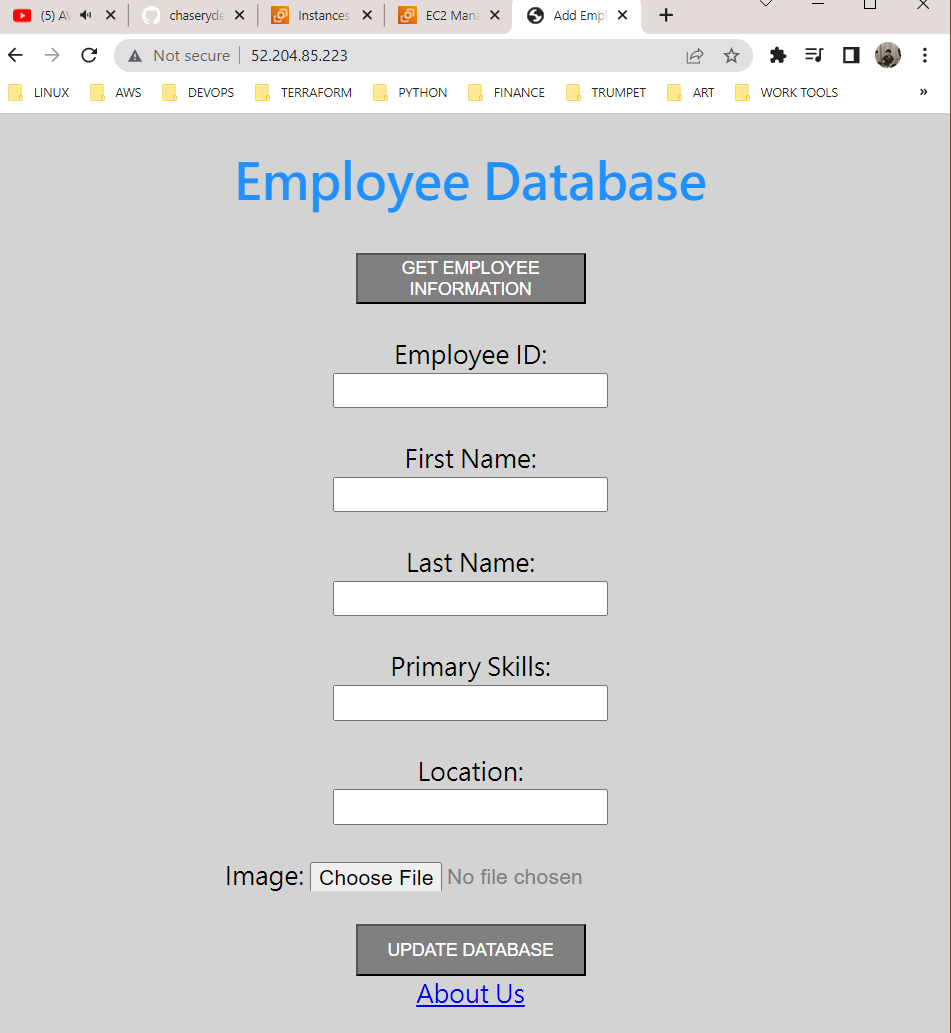 (5) AW
chaseryde
Instances
EC2 Mana
Add Empl
Not secure
52.204.85.223
LINUX
AWS
DEVOPS
TERRAFORM
PYTHON
FINANCE
TRUMPET
ART
WORK TOOLS
»
Employee Database
GET EMPLOYEE
INFORMATION
Employee ID:
First Name:
Last Name:
Primary Skills:
Location:
Image: Choose File No file chosen
UPDATE DATABASE
About Us